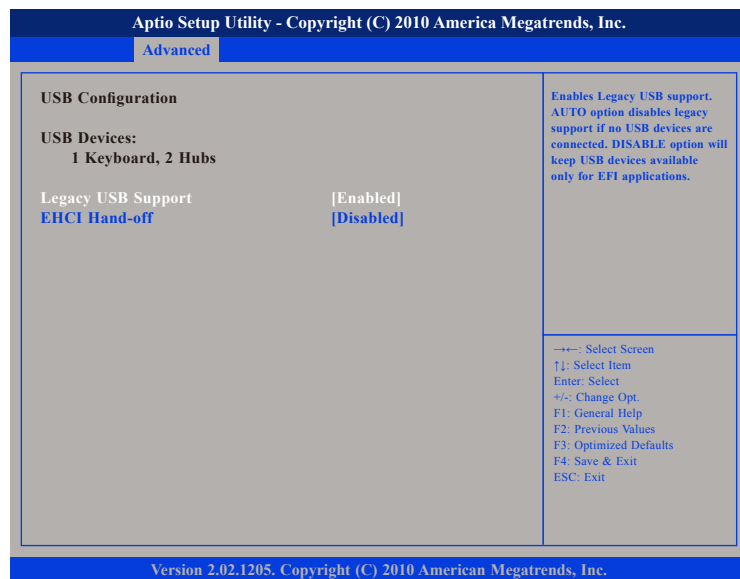 Aptio Setup Utility - Copyright (C) 2010 America Megatrends, Inc.
Advanced
USB Configuration
USB Devices:
1 Keyboard, 2 Hubs
Legacy USB Support [Enabled]
EHCI Hand-off [Disabled]
Enables Legacy USB support.
AUTO option disables legacy
support if no USB devices are
connected. DISABLE option will
keep USB devices available
only for EFI applications.
→←: Select Screen
↑↓: Select Item
Enter: Select
+/-: Change Opt.
F1: General Help
F2: Previous Values
F3: Optimized Defaults
F4: Save & Exit
ESC: Exit
Version 2.02.1205. Copyright (C) 2010 American Megatrends, Inc.